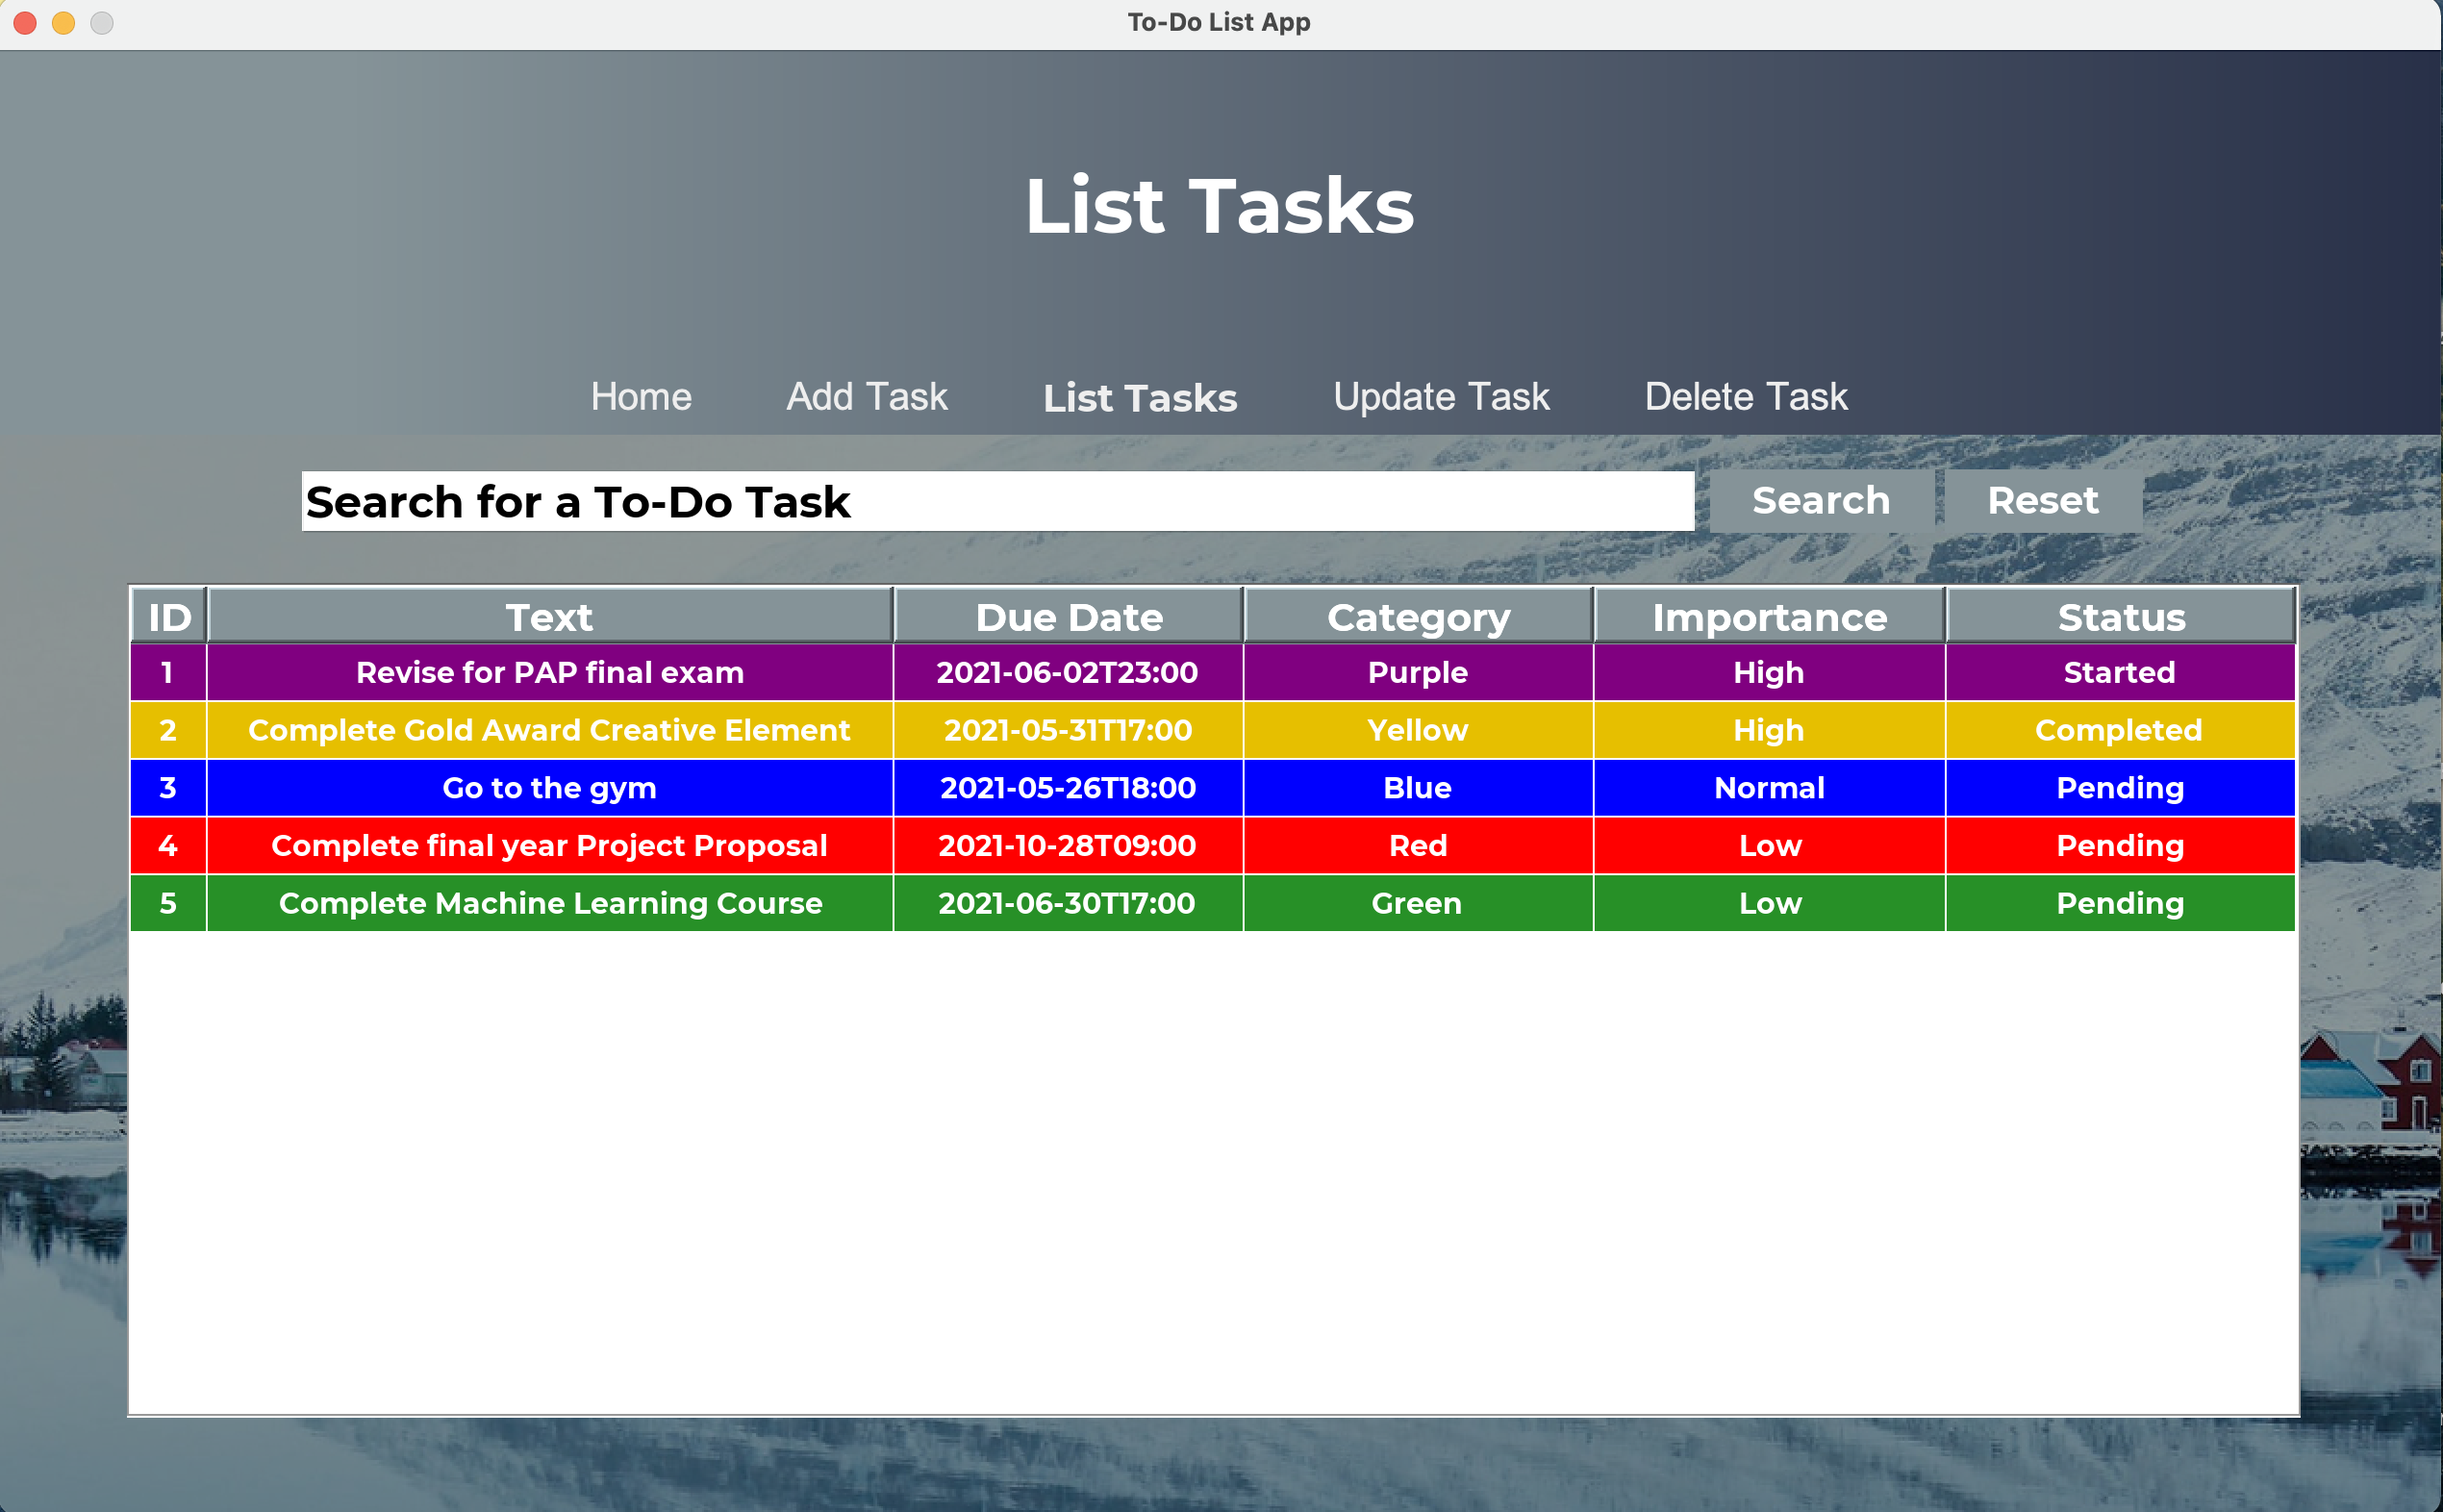 To-Do List App
List Tasks
Home Add Task List Tasks Update Task Delete Task
Search for a To-Do Task Search Reset
ID Text Due Date Category Importance Status
1 Revise for PAP final exam 2021-06-02T23:00 Purple High Started
2 Complete Gold Award Creative Element 2021-05-31T17:00 Yellow High Completed
3 Go to the gym 2021-05-26T18:00 Blue Normal Pending
4 Complete final year Project Proposal 2021-10-28T09:00 Red Low Pending
5 Complete Machine Learning Course 2021-06-30T17:00 Green Low Pending